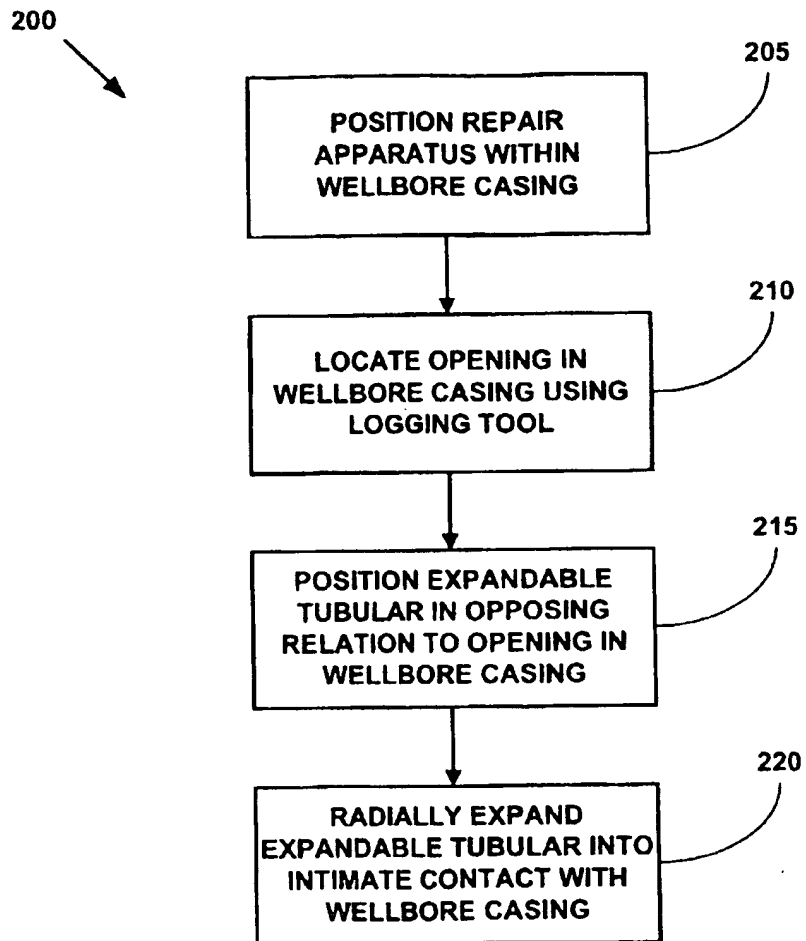 200
205
POSITION REPAIR
APPARATUS WITHIN
WELLBORE CASING
210
LOCATE OPENING IN
WELLBORE CASING USING
LOGGING TOOL
215
POSITION EXPANDABLE
TUBULAR IN OPPOSING
RELATION TO OPENING IN
WELLBORE CASING
220
RADIALLY EXPAND
EXPANDABLE TUBULAR INTO
INTIMATE CONTACT WITH
WELLBORE CASING